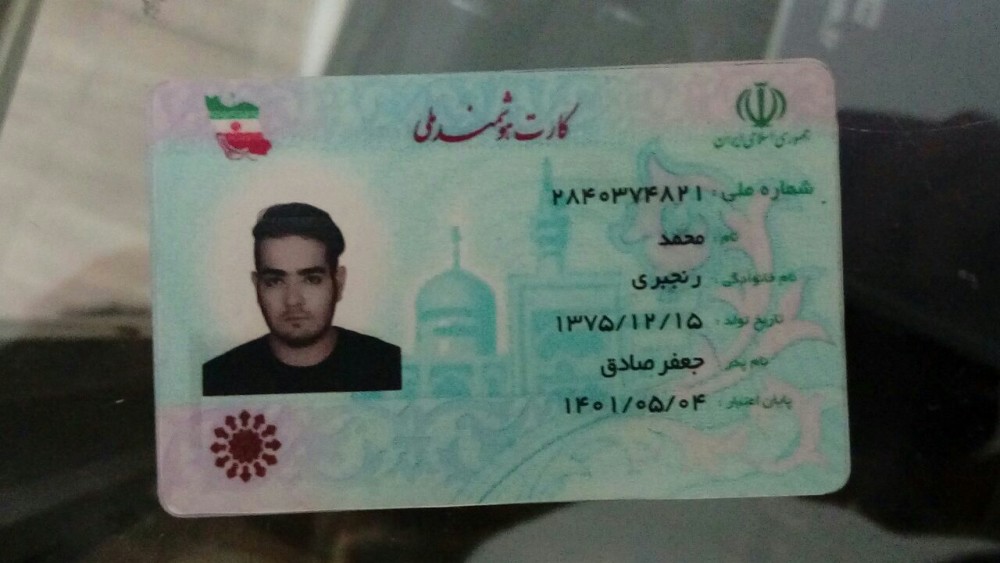 کارت هوشمند ملی
جمهوری اسلامی ایران
شماره ملی: ۲۸۴۰۳۷۴۸۲۱
نام: محمد
نام خانوادگی: رنجبری
تاریخ تولد: ۱۳۷۵/۱۲/۱۵
نام پدر: جعفر صادق
پایان اعتبار: ۱۴۰۱/۰۵/۰۴